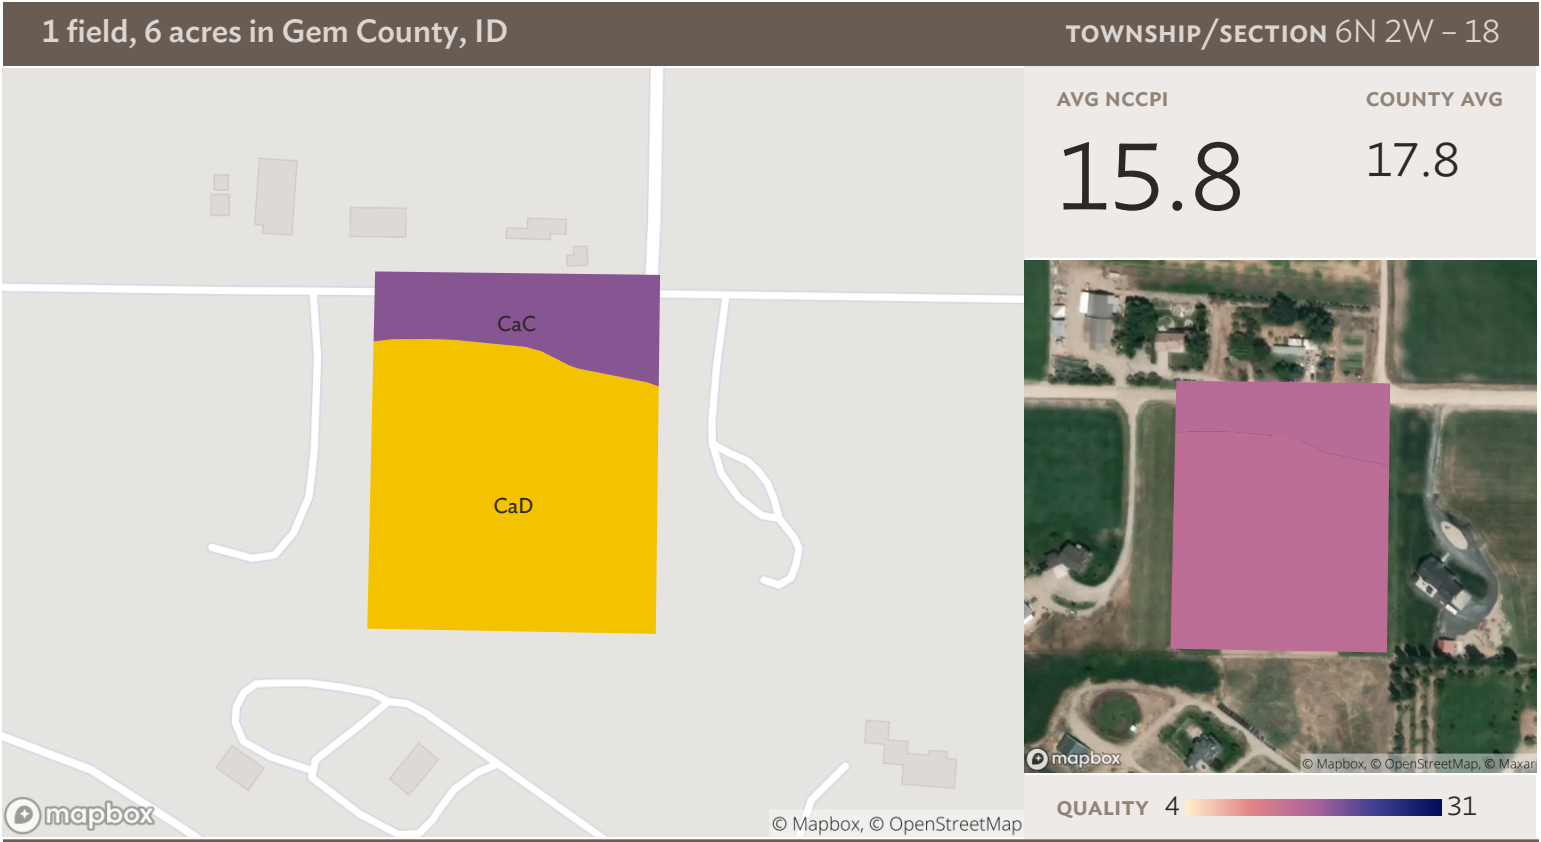 1 field, 6 acres in Gem County, ID
TOWNSHIP/SECTION 6N 2W – 18
AVG NCCPI
COUNTY AVG
15.8
17.8
CaC
CaD
mapbox
© Mapbox, © OpenStreetMap
mapbox
© Mapbox, © OpenStreetMap, © Maxar
QUALITY 4 31